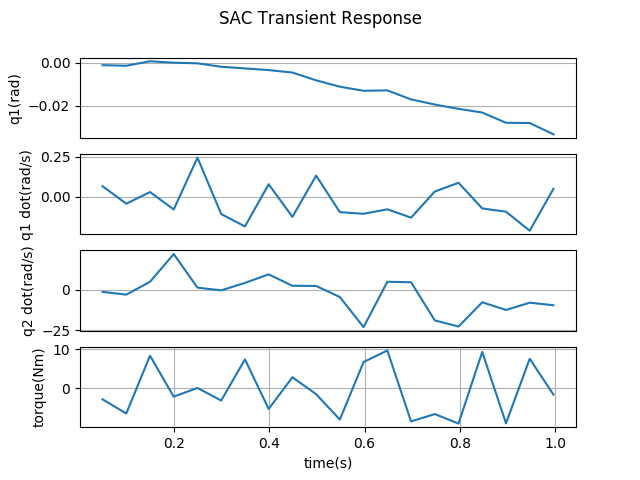 SAC Transient Response
0.00
−0.02
q1(rad)
0.25
0.00
q1 dot(rad/s)
0
−25
q2 dot(rad/s)
10
0
torque(Nm)
0.2 0.4 0.6 0.8 1.0
time(s)